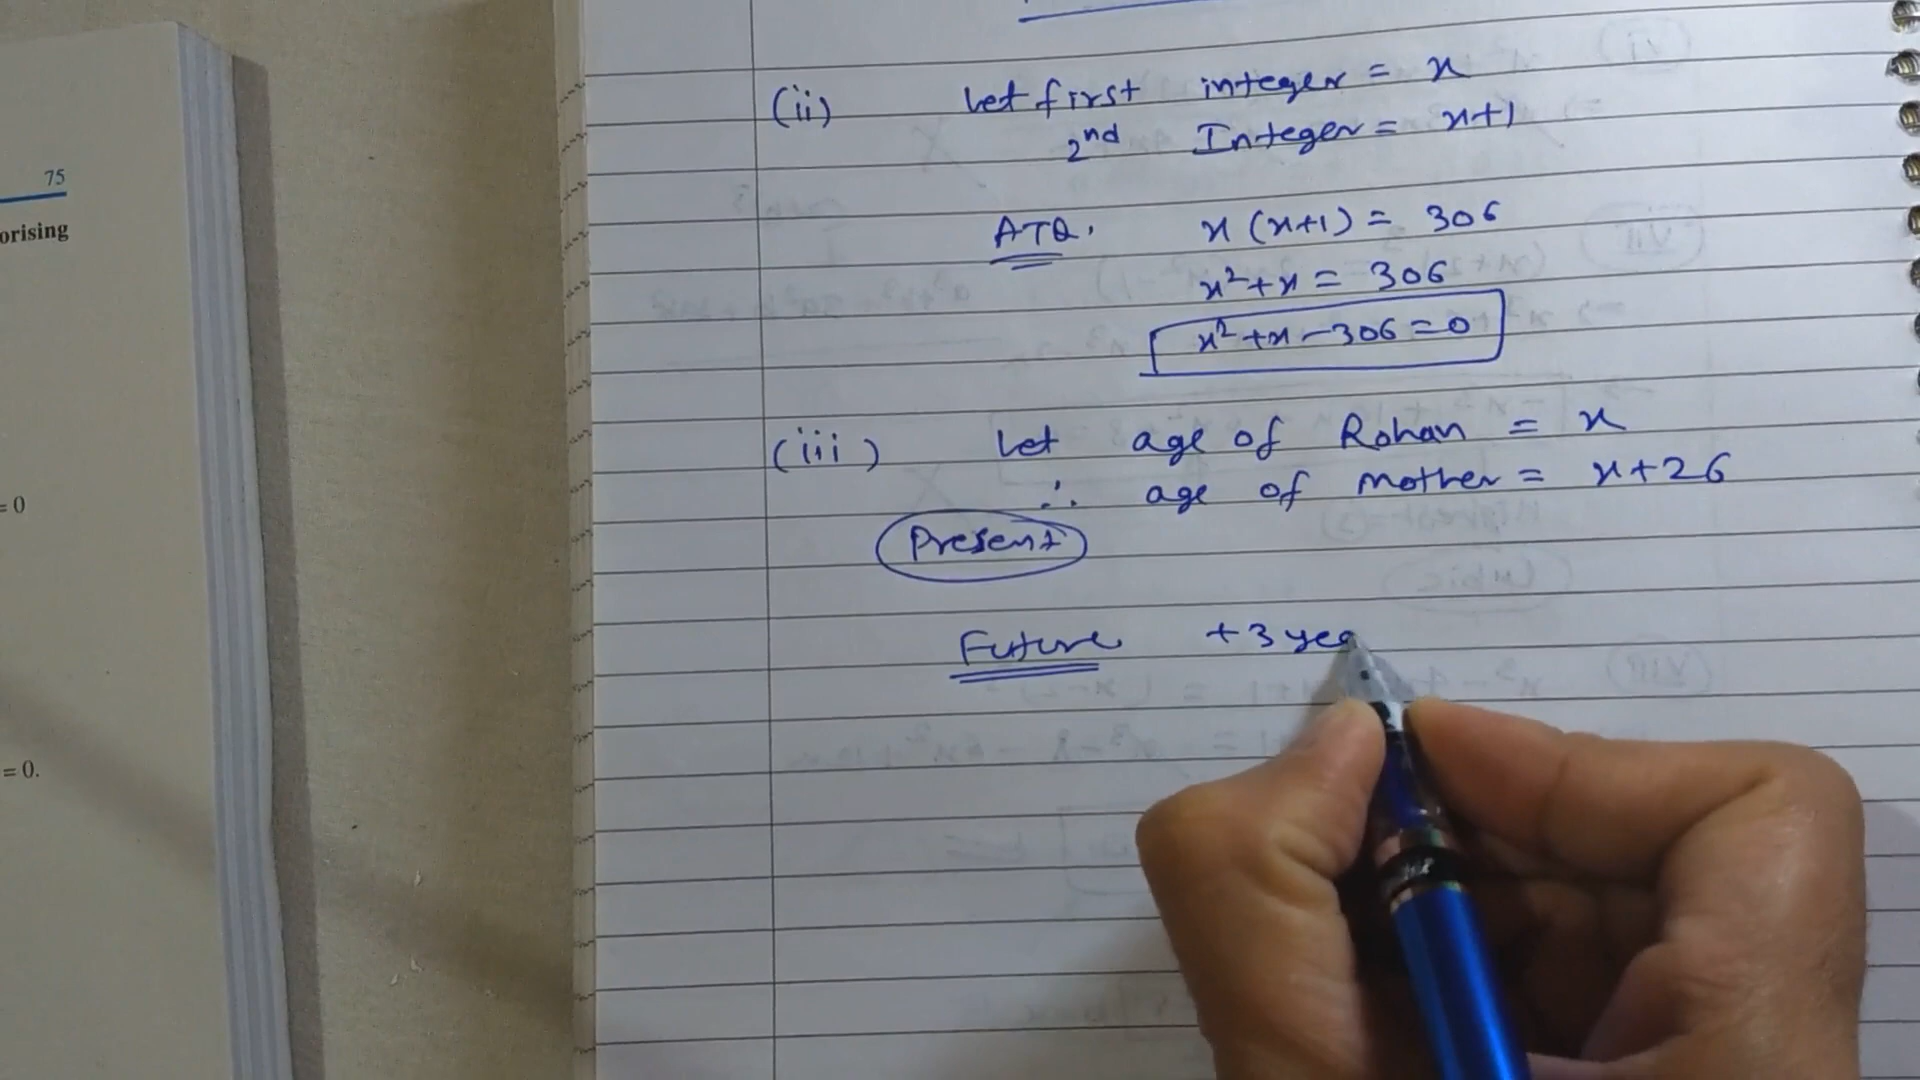 75
orising
= 0
= 0.
(ii) Let first integer = x
2nd Integer = x+1
ATQ. x(x+1) = 306
x²+x = 306
x²+x-306=0
(iii) Let age of Rohan = x
∴ age of mother = x+26
Present
Future +3 yea